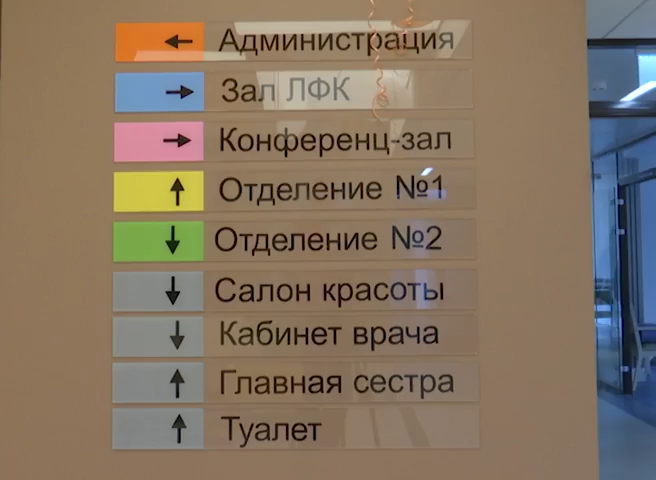 Администрация
Зал ЛФК
Конференц-зал
Отделение №1
Отделение №2
Салон красоты
Кабинет врача
Главная сестра
Туалет